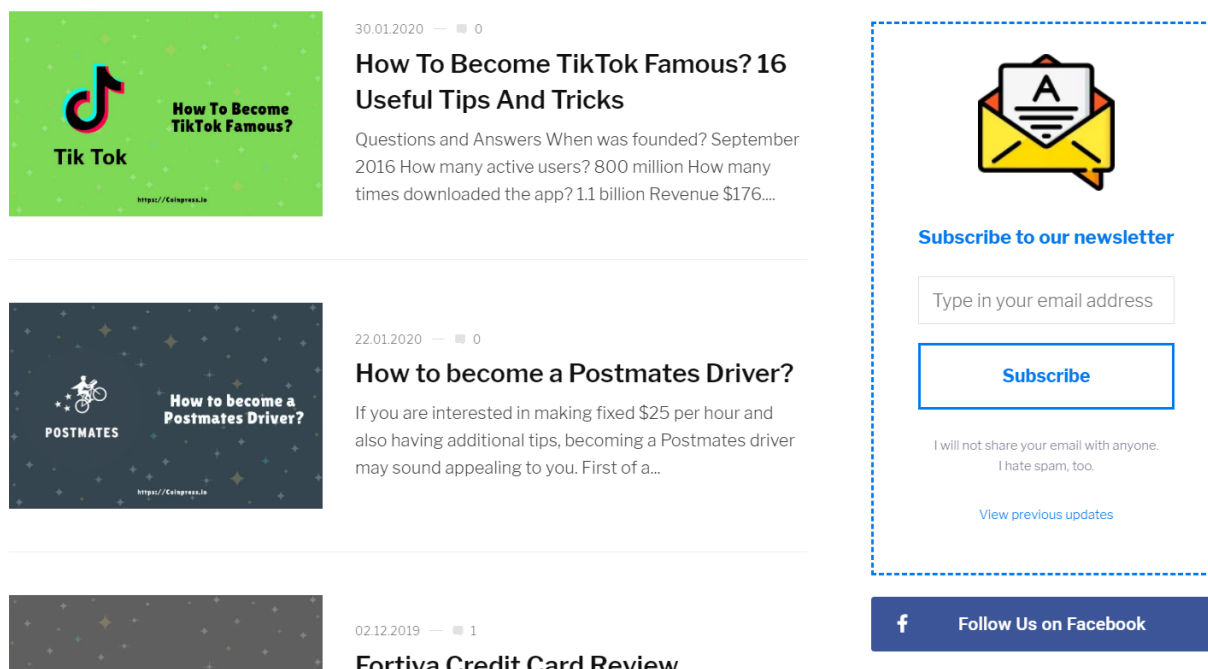 Tik Tok
How To Become
TikTok Famous?
https://Coinpress.io
30.01.2020 — 0
How To Become TikTok Famous? 16
Useful Tips And Tricks
Questions and Answers When was founded? September
2016 How many active users? 800 million How many
times downloaded the app? 1.1 billion Revenue $176....
POSTMATES
How to become a
Postmates Driver?
https://Coinpress.io
22.01.2020 — 0
How to become a Postmates Driver?
If you are interested in making fixed $25 per hour and
also having additional tips, becoming a Postmates driver
may sound appealing to you. First of a...
02.12.2019 — 1
Fortiva Credit Card Review
A
Subscribe to our newsletter
Type in your email address
Subscribe
I will not share your email with anyone.
I hate spam, too.
View previous updates
f Follow Us on Facebook